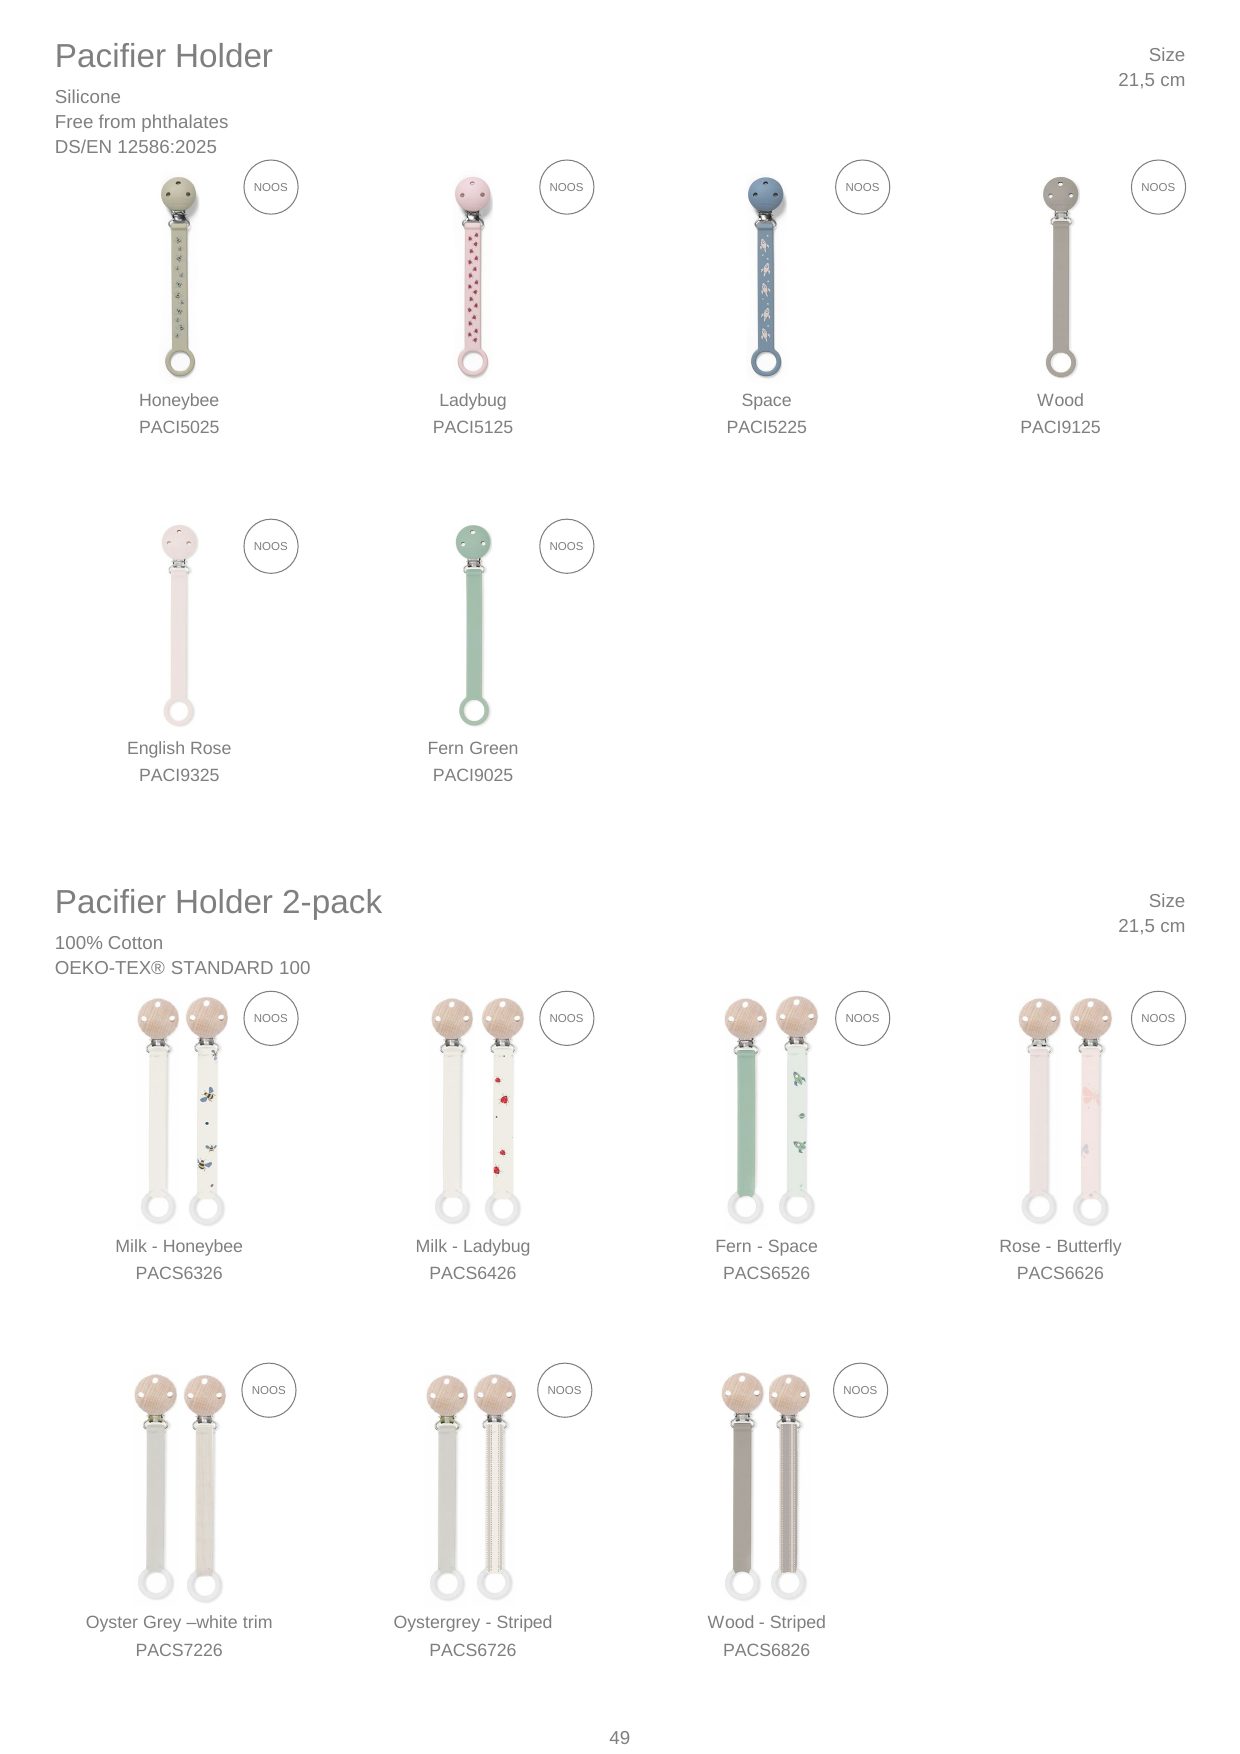 Pacifier Holder
Size
21,5 cm
Silicone
Free from phthalates
DS/EN 12586:2025
NOOS
NOOS
NOOS
NOOS
Honeybee
PACI5025
Ladybug
PACI5125
Space
PACI5225
Wood
PACI9125
NOOS
NOOS
English Rose
PACI9325
Fern Green
PACI9025
Pacifier Holder 2-pack
Size
21,5 cm
100% Cotton
OEKO-TEX® STANDARD 100
NOOS
NOOS
NOOS
NOOS
Milk - Honeybee
PACS6326
Milk - Ladybug
PACS6426
Fern - Space
PACS6526
Rose - Butterfly
PACS6626
NOOS
NOOS
NOOS
Oyster Grey –white trim
PACS7226
Oystergrey - Striped
PACS6726
Wood - Striped
PACS6826
49